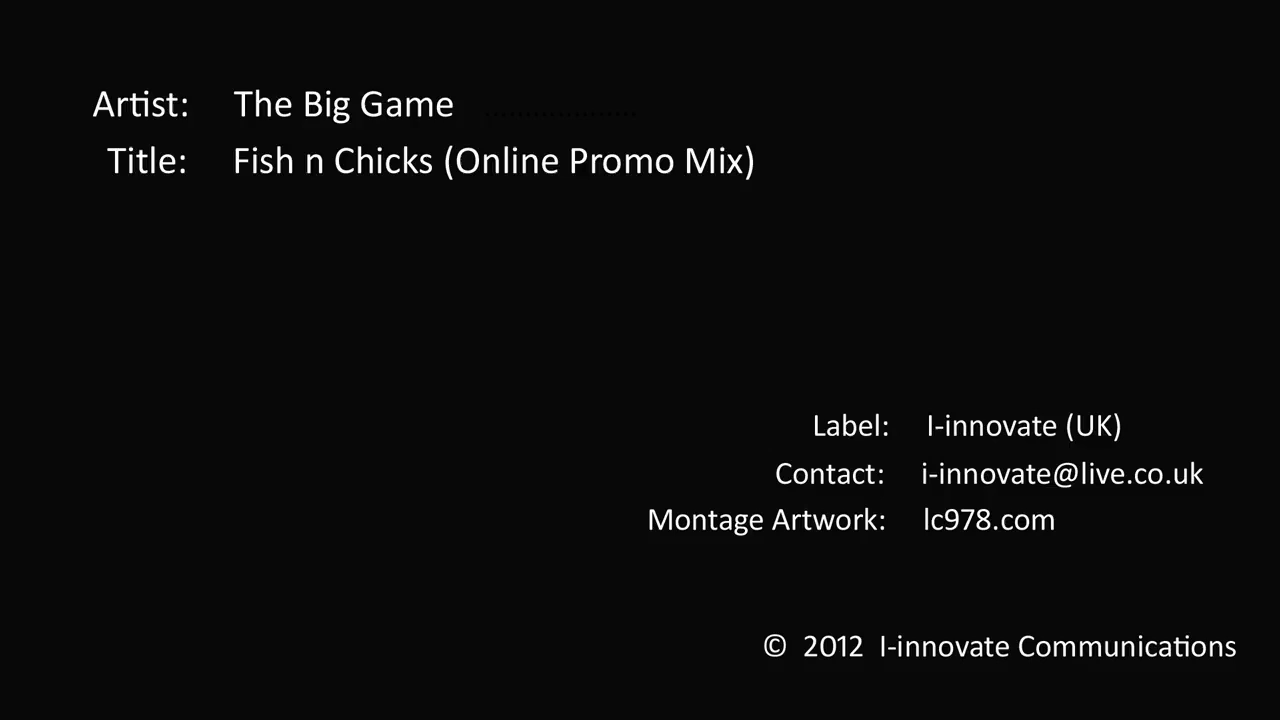 Artist: The Big Game
Title: Fish n Chicks (Online Promo Mix)
Label: I-innovate (UK)
Contact: i-innovate@live.co.uk
Montage Artwork: lc978.com
© 2012 I-innovate Communications